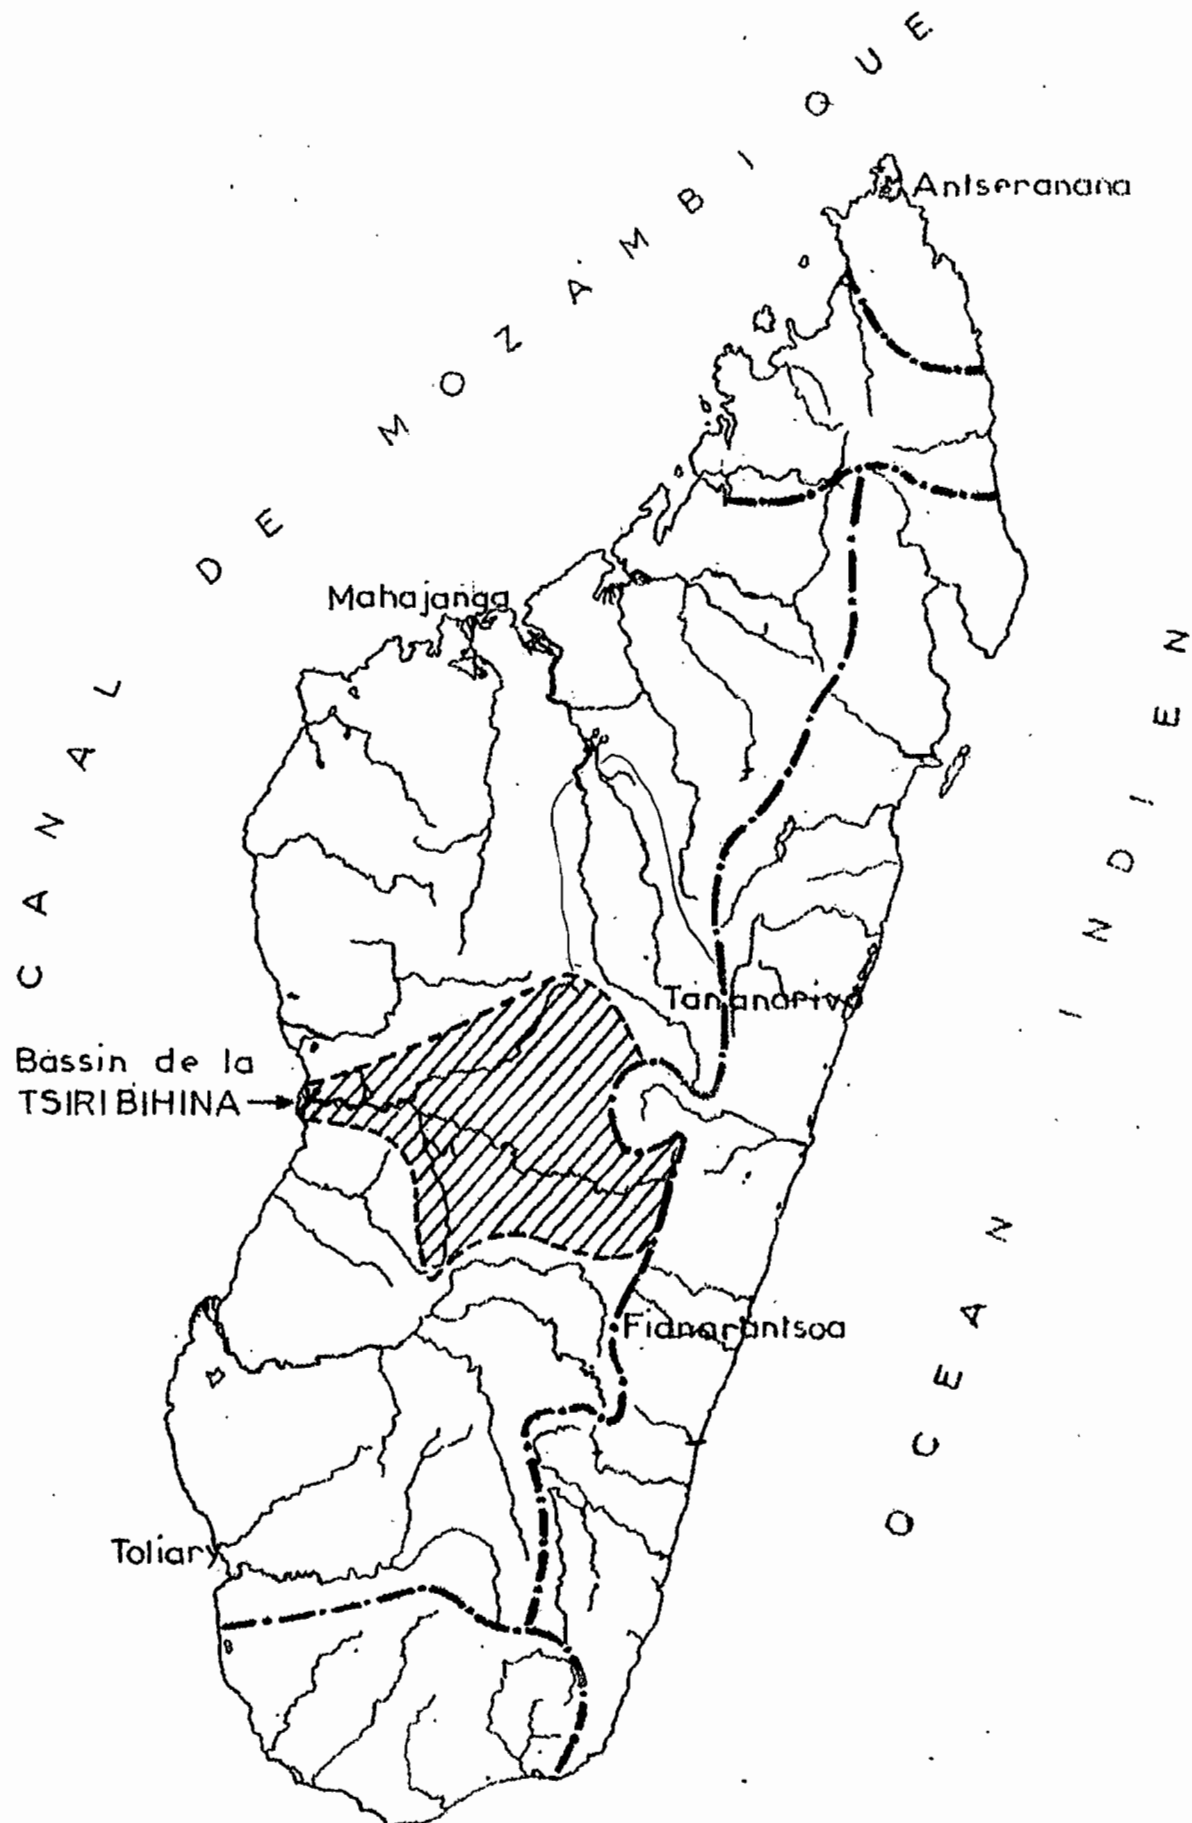 CANAL DE MOZAMBIQUE
Antseranana
Mahajanga
Tananarivo
Bassin de la
TSIRIBIHINA
Fianarantsoa
Toliary
OCEAN INDIEN